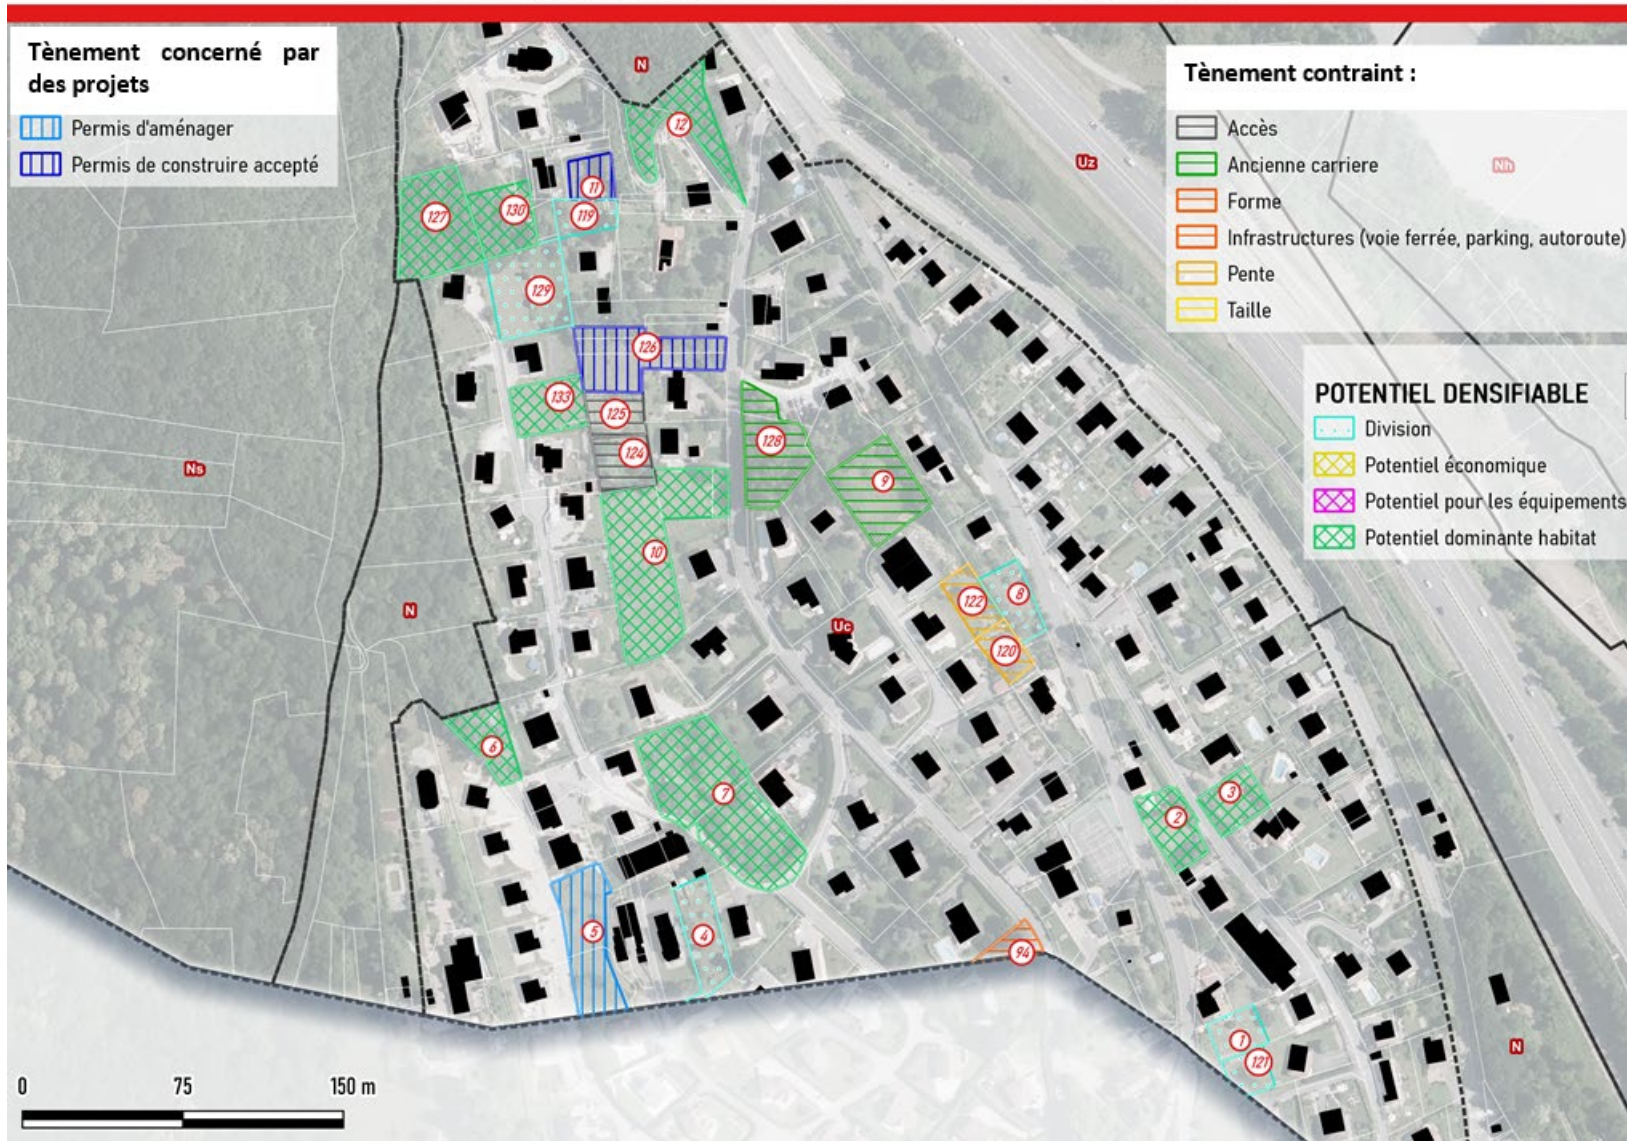 Tènement concerné par
des projets
Permis d'aménager
Permis de construire accepté
Tènement contraint :
Accès
Ancienne carriere
Forme
Infrastructures (voie ferrée, parking, autoroute)
Pente
Taille
POTENTIEL DENSIFIABLE
Division
Potentiel économique
Potentiel pour les équipements
Potentiel dominante habitat
N
12
Uz
Nh
11
127
130
119
129
126
133
125
124
128
9
Ns
10
122
8
N
Uc
120
6
7
3
2
5
4
94
1
121
N
0 75 150 m